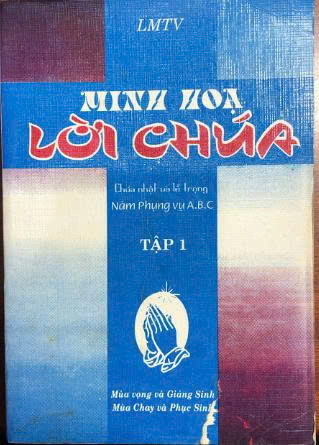 LMTV
MINH HOẠ
LỜI CHÚA
Chúa nhật và lễ trọng
Năm Phụng vụ A.B.C
TẬP 1
Mùa vọng và Giáng Sinh
Mùa Chay và Phục Sinh